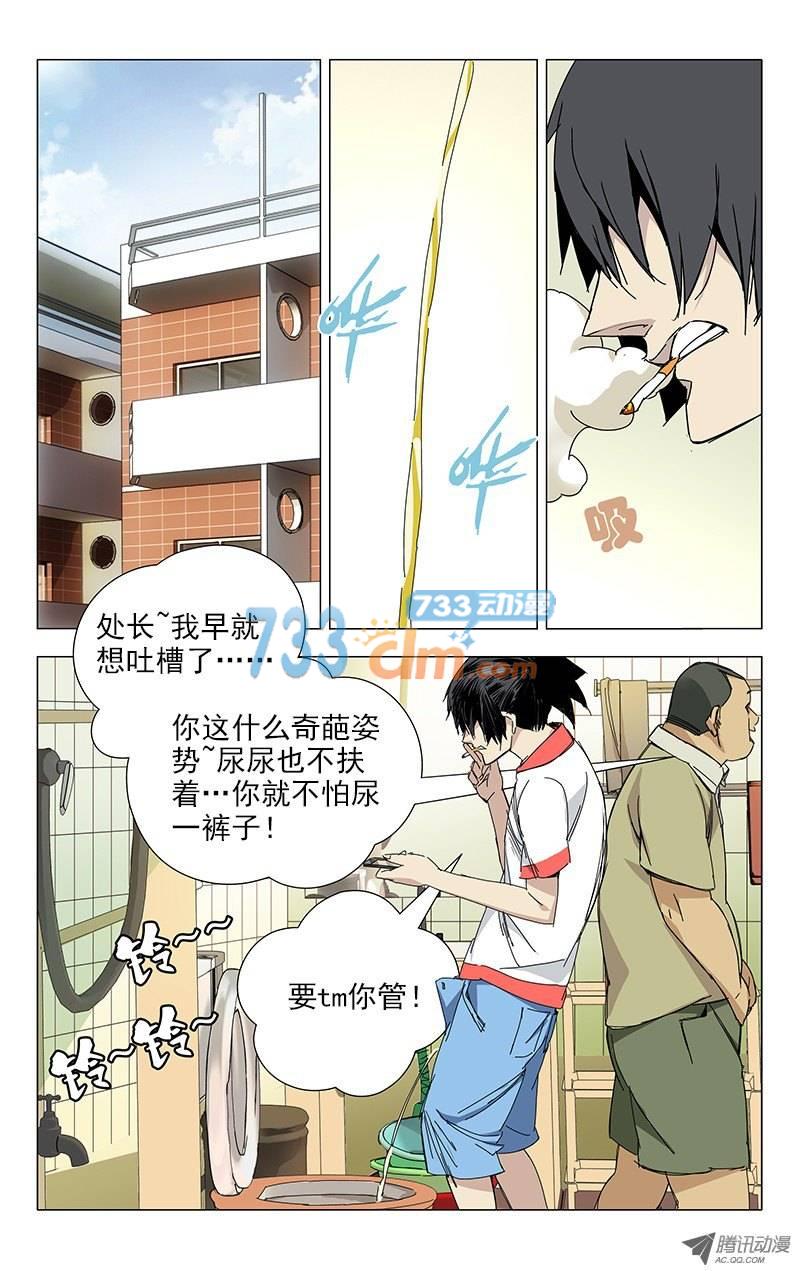 哗
哗
吸
733动漫
733dm.com
处长~我早就
想吐槽了……
你这什么奇葩姿
势~尿尿也不扶
着…你就不怕尿
一裤子！
铃~~
铃~铃~
要tm你管！
腾讯动漫
AC.QQ.COM